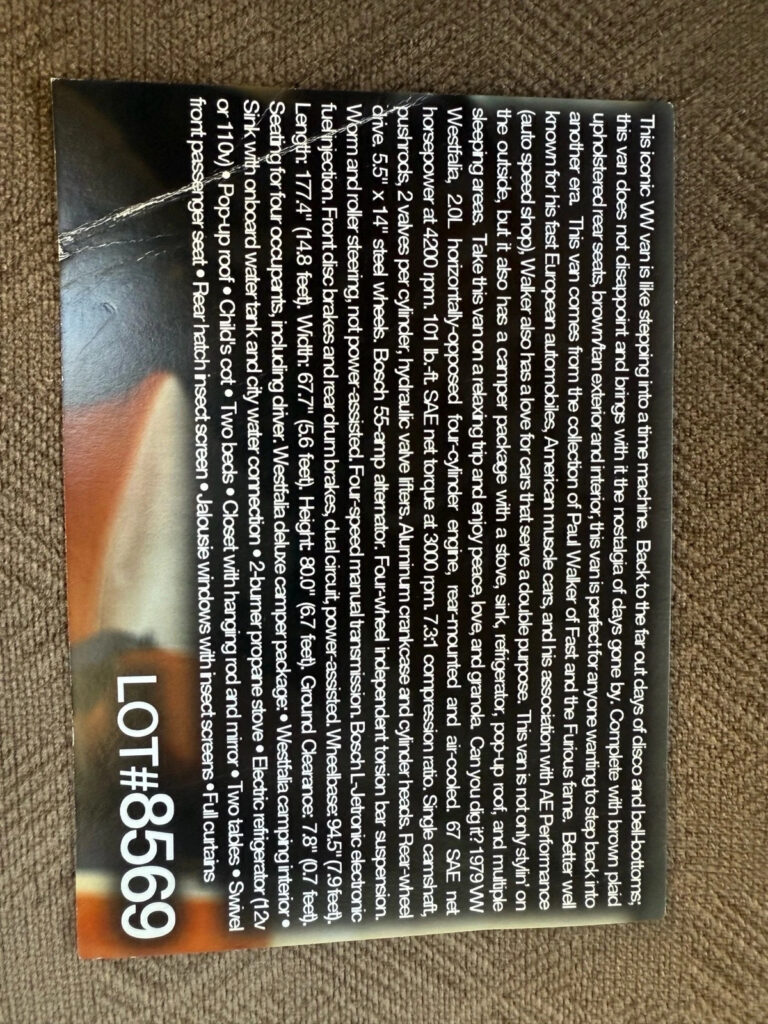 This iconic VW van is like stepping into a time machine. Back to the far out days of disco and bell-bottoms;
this van does not disappoint and brings with it the nostalgia of days gone by. Complete with brown plaid
upholstered rear seats, brown/tan exterior and interior, this van is perfect for anyone wanting to step back into
another era. This van comes from the collection of Paul Walker of Fast and the Furious fame. Better well
known for his fast European automobiles, American muscle cars, and his association with AE Performance
(auto speed shop), Walker also has a love for cars that serve a double purpose. This van is not only stylin' on
the outside, but it also has a camper package with a stove, sink, refrigerator, pop-up roof, and multiple
sleeping areas. Take this van on a relaxing trip and enjoy peace, love, and granola. Can you dig it? 1979 VW
Westfalia, 2.0L horizontally-opposed four-cylinder engine, rear-mounted and air-cooled, 67 SAE net
horsepower at 4200 rpm. 101 lb.-ft. SAE net torque at 3000 rpm. 7.3:1 compression ratio, Single camshaft,
pushrods, 2 valves per cylinder, hydraulic valve lifters, Aluminum crankcase and cylinder heads, Rear-wheel
drive. 5.5" x 14" steel wheels. Bosch 55-amp alternator. Four-wheel independent torsion bar suspension.
Worm and roller steering, not power-assisted, Four-speed manual transmission. Bosch L-Jetronic electronic
fuel injection. Front disc brakes and rear drum brakes, dual circuit, power-assisted. Wheelbase: 94.5" (7.9 feet).
Length: 177.4" (14.8 feet). Width: 67.7" (5.6 feet), Height: 80.0" (6.7 feet), Ground Clearance: 7.8" (0.7 feet).
Seating for four occupants, including driver. Westfalia deluxe camper package: • Westfalia camping interior •
Sink with onboard water tank and city water connection • 2-burner propane stove • Electric refrigerator (12v
or 110v) • Pop-up roof • Child's cot • Two beds • Closet with hanging rod and mirror • Two tables • Swivel
front passenger seat • Rear hatch insect screen • Jalousie windows with insect screens • Full curtains
LOT#8569